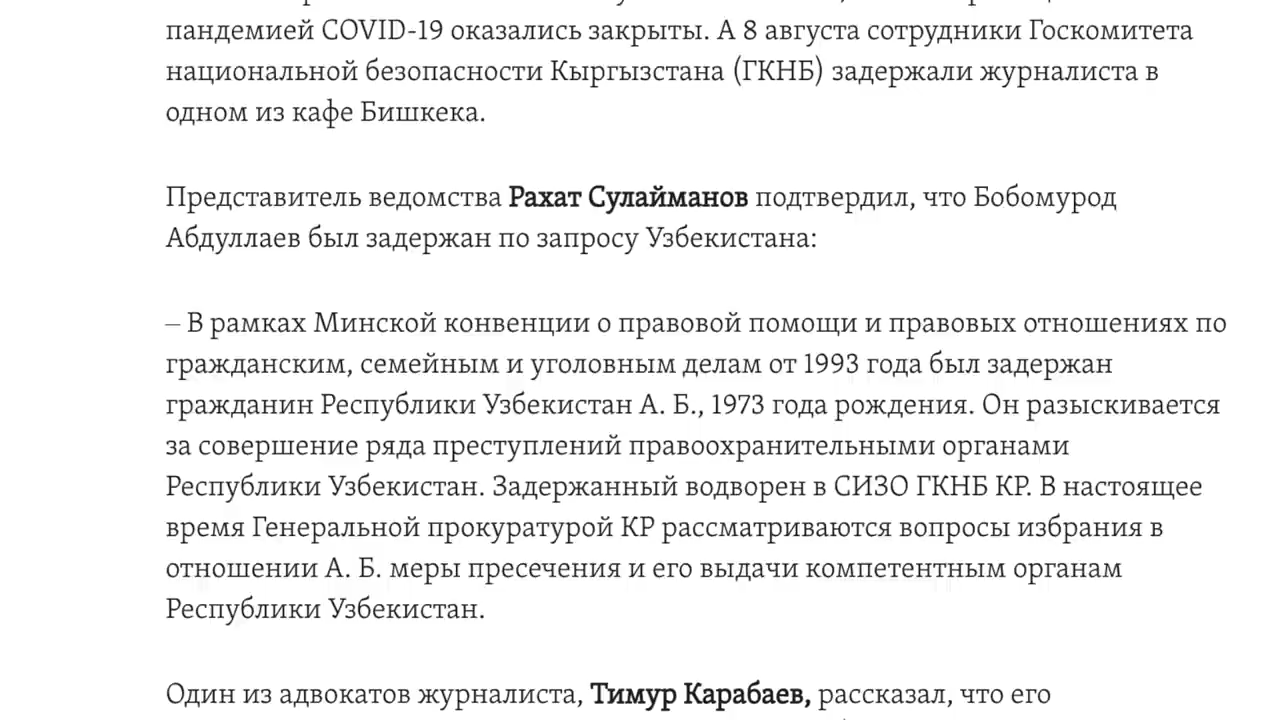 пандемией COVID-19 оказались закрыты. А 8 августа сотрудники Госкомитета
национальной безопасности Кыргызстана (ГКНБ) задержали журналиста в
одном из кафе Бишкека.
Представитель ведомства Рахат Сулайманов подтвердил, что Бобомурод
Абдуллаев был задержан по запросу Узбекистана:
– В рамках Минской конвенции о правовой помощи и правовых отношениях по
гражданским, семейным и уголовным делам от 1993 года был задержан
гражданин Республики Узбекистан А. Б., 1973 года рождения. Он разыскивается
за совершение ряда преступлений правоохранительными органами
Республики Узбекистан. Задержанный водворен в СИЗО ГКНБ КР. В настоящее
время Генеральной прокуратурой КР рассматриваются вопросы избрания в
отношении А. Б. меры пресечения и его выдачи компетентным органам
Республики Узбекистан.
Один из адвокатов журналиста, Тимур Карабаев, рассказал, что его